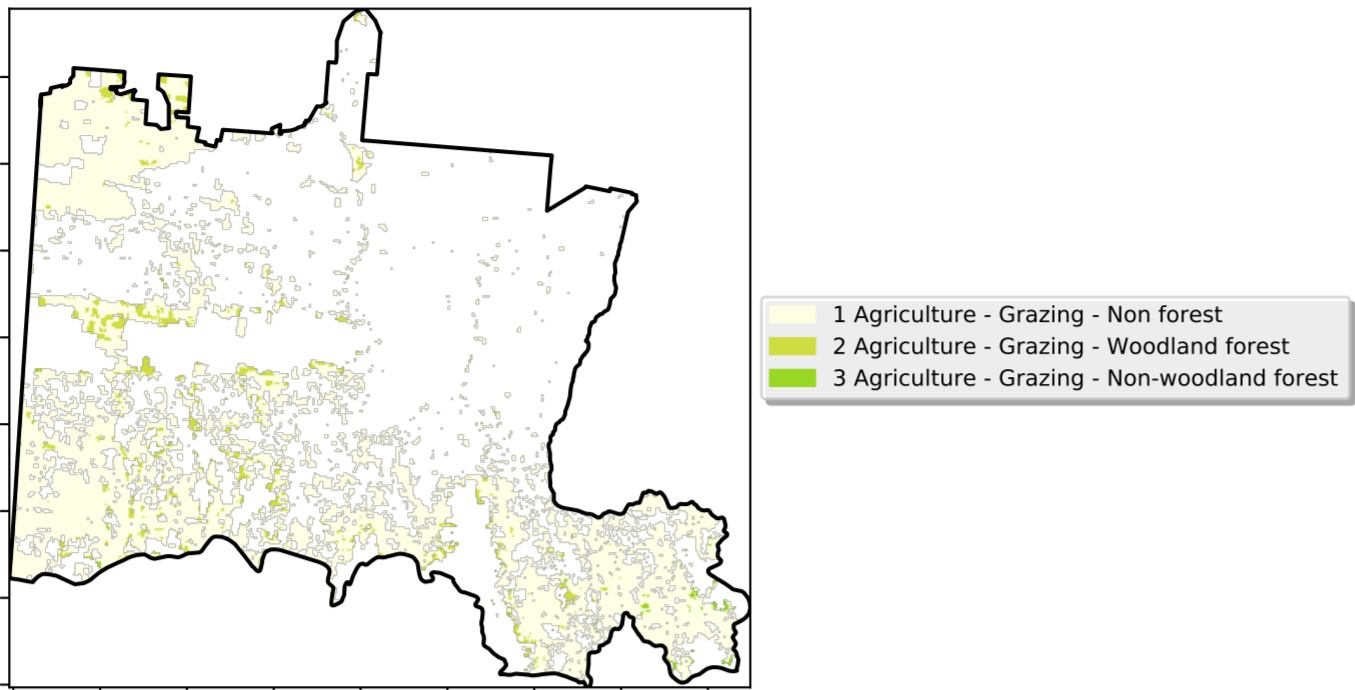 1 Agriculture - Grazing - Non forest
2 Agriculture - Grazing - Woodland forest
3 Agriculture - Grazing - Non-woodland forest